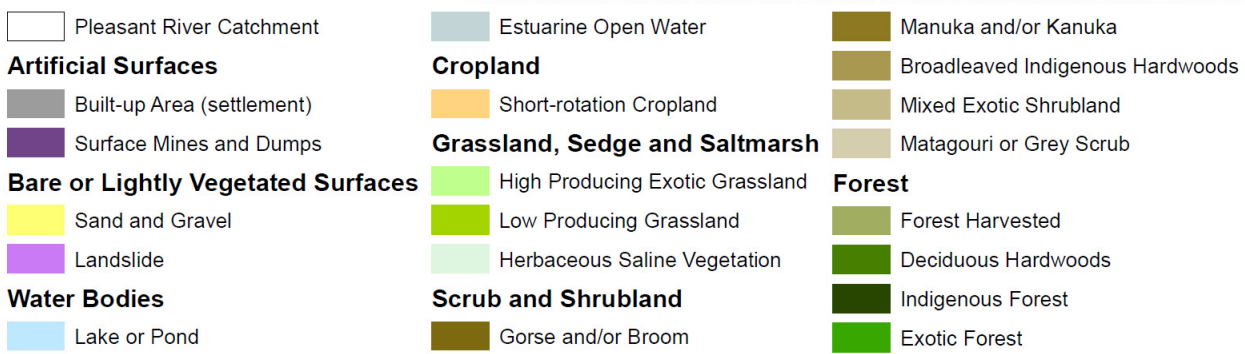 Pleasant River Catchment
Artificial Surfaces
Built-up Area (settlement)
Surface Mines and Dumps
Bare or Lightly Vegetated Surfaces
Sand and Gravel
Landslide
Water Bodies
Lake or Pond
Estuarine Open Water
Cropland
Short-rotation Cropland
Grassland, Sedge and Saltmarsh
High Producing Exotic Grassland
Low Producing Grassland
Herbaceous Saline Vegetation
Scrub and Shrubland
Gorse and/or Broom
Manuka and/or Kanuka
Broadleaved Indigenous Hardwoods
Mixed Exotic Shrubland
Matagouri or Grey Scrub
Forest
Forest Harvested
Deciduous Hardwoods
Indigenous Forest
Exotic Forest